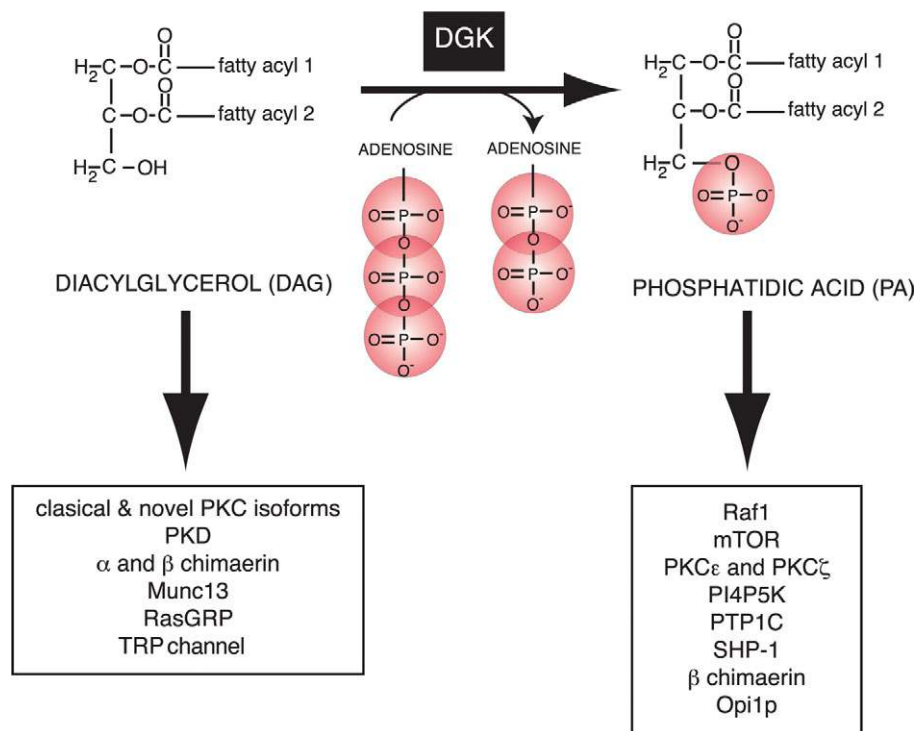 DGK
O
H2C—O—C—fatty acyl 1
O
C—O—C—fatty acyl 2
H2C—OH
ADENOSINE
O=P—O-
O
O=P—O-
O
O=P—O-
O-
ADENOSINE
O=P—O-
O
O=P—O-
O-
O
H2C—O—C—fatty acyl 1
O
C—O—C—fatty acyl 2
H2C—O
O=P—O-
O-
DIACYLGLYCEROL (DAG)
PHOSPHATIDIC ACID (PA)
clasical & novel PKC isoforms
PKD
α and β chimaerin
Munc13
RasGRP
TRP channel
Raf1
mTOR
PKCε and PKCζ
PI4P5K
PTP1C
SHP-1
β chimaerin
Opi1p